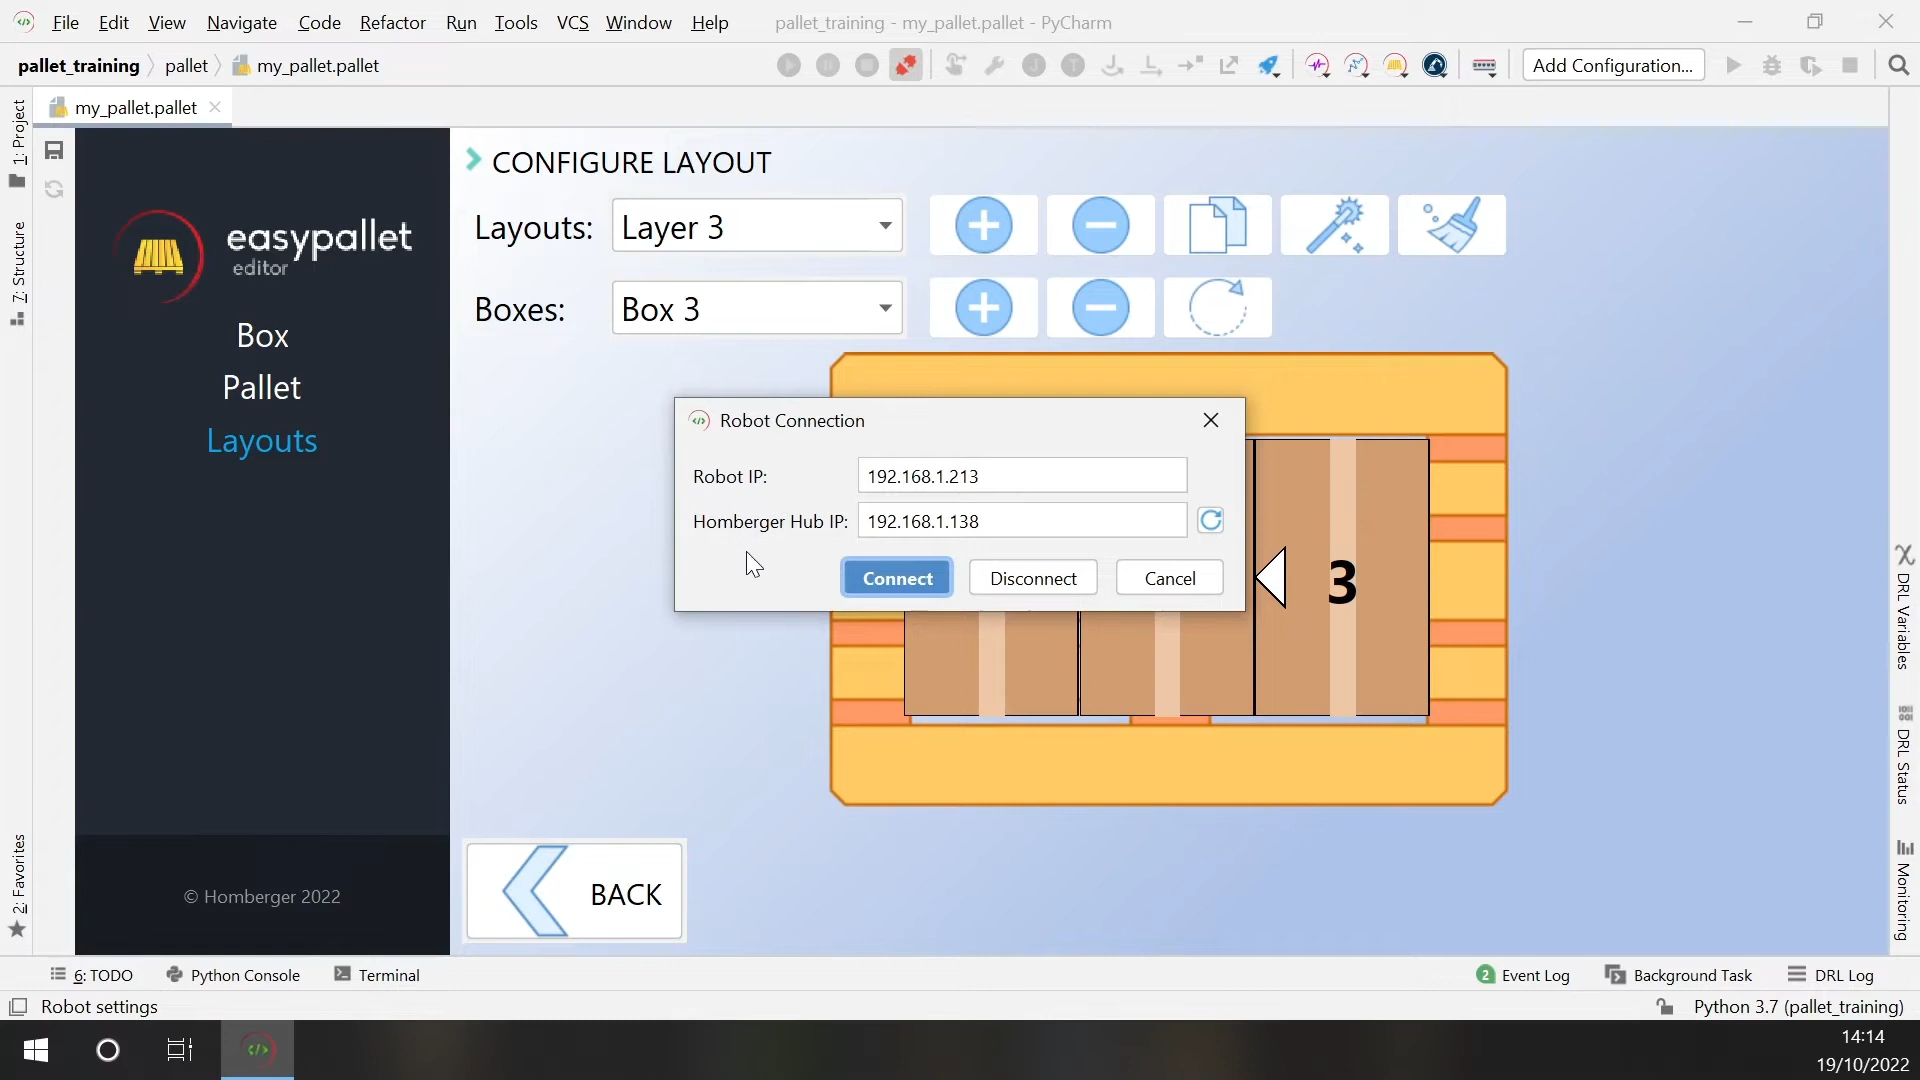 File Edit View Navigate Code Refactor Run Tools VCS Window Help pallet_training - my_pallet.pallet - PyCharm
pallet_training pallet my_pallet.pallet Add Configuration...
my_pallet.pallet
1: Project
7: Structure
2: Favorites
easypallet
editor
Box
Pallet
Layouts
© Homberger 2022
CONFIGURE LAYOUT
Layouts: Layer 3
Boxes: Box 3
Robot Connection
Robot IP: 192.168.1.213
Homberger Hub IP: 192.168.1.138
Connect Disconnect Cancel
3
BACK
DRL Variables
DRL Status
Monitoring
6: TODO Python Console Terminal 2 Event Log Background Task DRL Log
Robot settings Python 3.7 (pallet_training)
14:14
19/10/2022